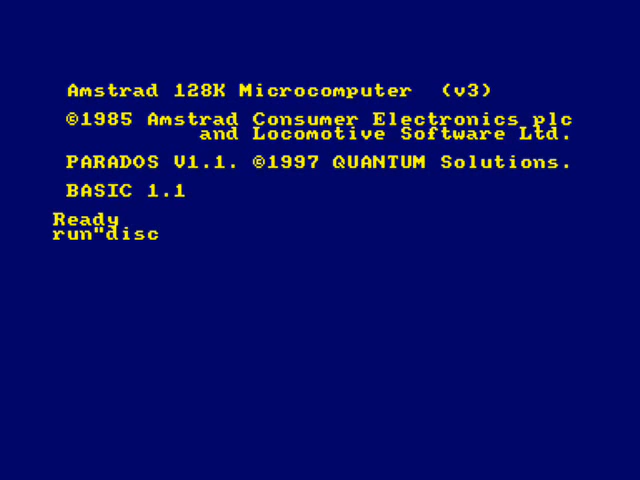 Amstrad 128K Microcomputer (v3)
©1985 Amstrad Consumer Electronics plc
and Locomotive Software Ltd.
PARADOS V1.1. ©1997 QUANTUM Solutions.
BASIC 1.1
Ready
run"disc